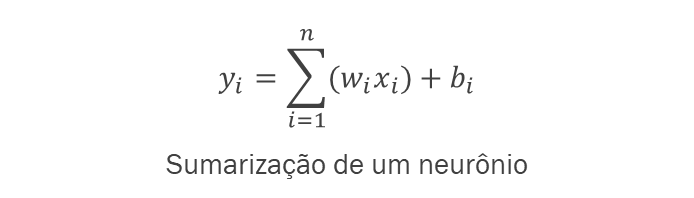 yᵢ = ∑ᵢ₌₁ⁿ (wᵢxᵢ) + bᵢ
Sumarização de um neurônio